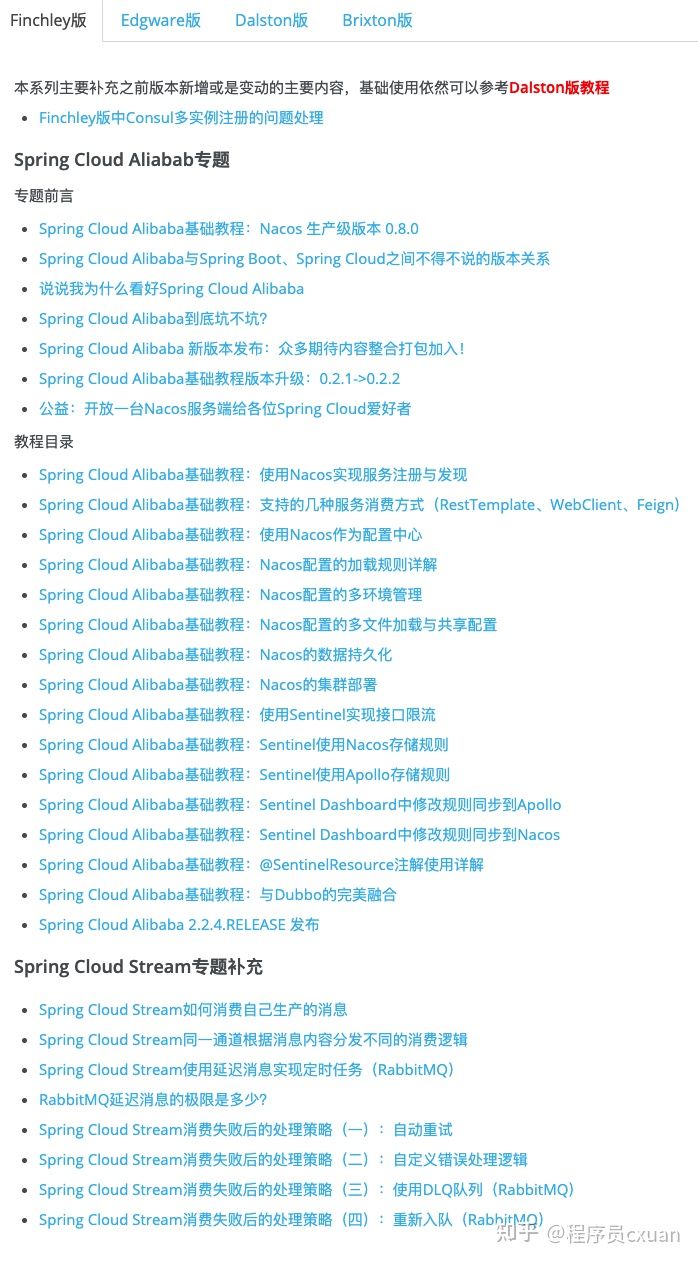 Finchley版 Edgware版 Dalston版 Brixton版
本系列主要补充之前版本新增或是变动的主要内容，基础使用依然可以参考Dalston版教程
Finchley版中Consul多实例注册的问题处理
Spring Cloud Aliabab专题
专题前言
Spring Cloud Alibaba基础教程：Nacos 生产级版本 0.8.0
Spring Cloud Alibaba与Spring Boot、Spring Cloud之间不得不说的版本关系
说说我为什么看好Spring Cloud Alibaba
Spring Cloud Alibaba到底坑不坑？
Spring Cloud Alibaba 新版本发布：众多期待内容整合打包加入！
Spring Cloud Alibaba基础教程版本升级：0.2.1->0.2.2
公益：开放一台Nacos服务端给各位Spring Cloud爱好者
教程目录
Spring Cloud Alibaba基础教程：使用Nacos实现服务注册与发现
Spring Cloud Alibaba基础教程：支持的几种服务消费方式（RestTemplate、WebClient、Feign）
Spring Cloud Alibaba基础教程：使用Nacos作为配置中心
Spring Cloud Alibaba基础教程：Nacos配置的加载规则详解
Spring Cloud Alibaba基础教程：Nacos配置的多环境管理
Spring Cloud Alibaba基础教程：Nacos配置的多文件加载与共享配置
Spring Cloud Alibaba基础教程：Nacos的数据持久化
Spring Cloud Alibaba基础教程：Nacos的集群部署
Spring Cloud Alibaba基础教程：使用Sentinel实现接口限流
Spring Cloud Alibaba基础教程：Sentinel使用Nacos存储规则
Spring Cloud Alibaba基础教程：Sentinel使用Apollo存储规则
Spring Cloud Alibaba基础教程：Sentinel Dashboard中修改规则同步到Apollo
Spring Cloud Alibaba基础教程：Sentinel Dashboard中修改规则同步到Nacos
Spring Cloud Alibaba基础教程：@SentinelResource注解使用详解
Spring Cloud Alibaba基础教程：与Dubbo的完美融合
Spring Cloud Alibaba 2.2.4.RELEASE 发布
Spring Cloud Stream专题补充
Spring Cloud Stream如何消费自己生产的消息
Spring Cloud Stream同一通道根据消息内容分发不同的消费逻辑
Spring Cloud Stream使用延迟消息实现定时任务（RabbitMQ）
RabbitMQ延迟消息的极限是多少？
Spring Cloud Stream消费失败后的处理策略（一）：自动重试
Spring Cloud Stream消费失败后的处理策略（二）：自定义错误处理逻辑
Spring Cloud Stream消费失败后的处理策略（三）：使用DLQ队列（RabbitMQ）
Spring Cloud Stream消费失败后的处理策略（四）：重新入队（RabbitMQ）
知乎 @程序员cxuan